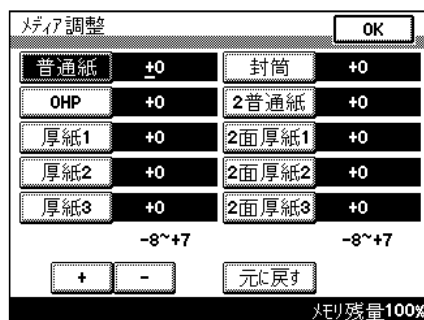 メディア調整 OK
普通紙 ±0 封筒 +0
OHP +0 2普通紙 +0
厚紙1 +0 2面厚紙1 +0
厚紙2 +0 2面厚紙2 +0
厚紙3 +0 2面厚紙3 +0
-8~+7 -8~+7
+ - 元に戻す
メモリ残量100%